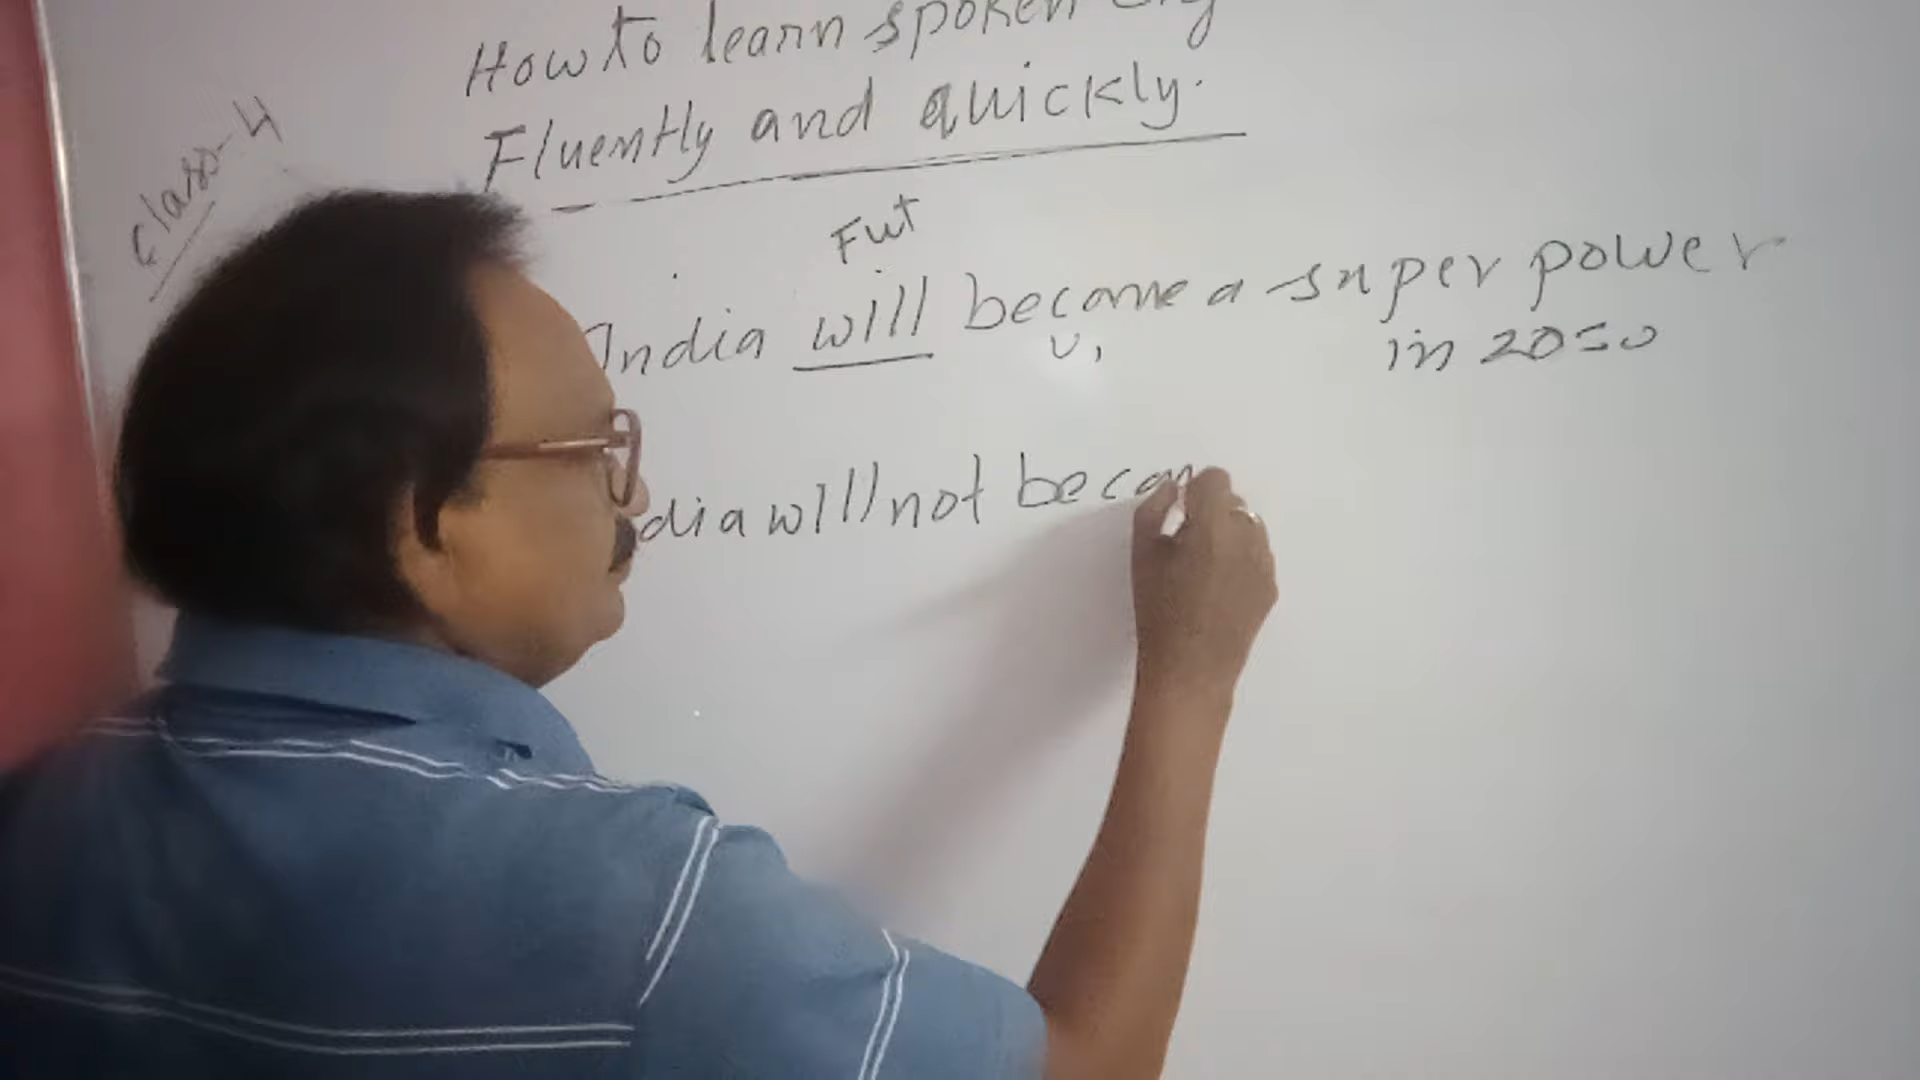 How to learn spoken Eng
Fluently and quickly.
Class-4
Fut
India will become a super power
V1
in 2050
dia will not becom